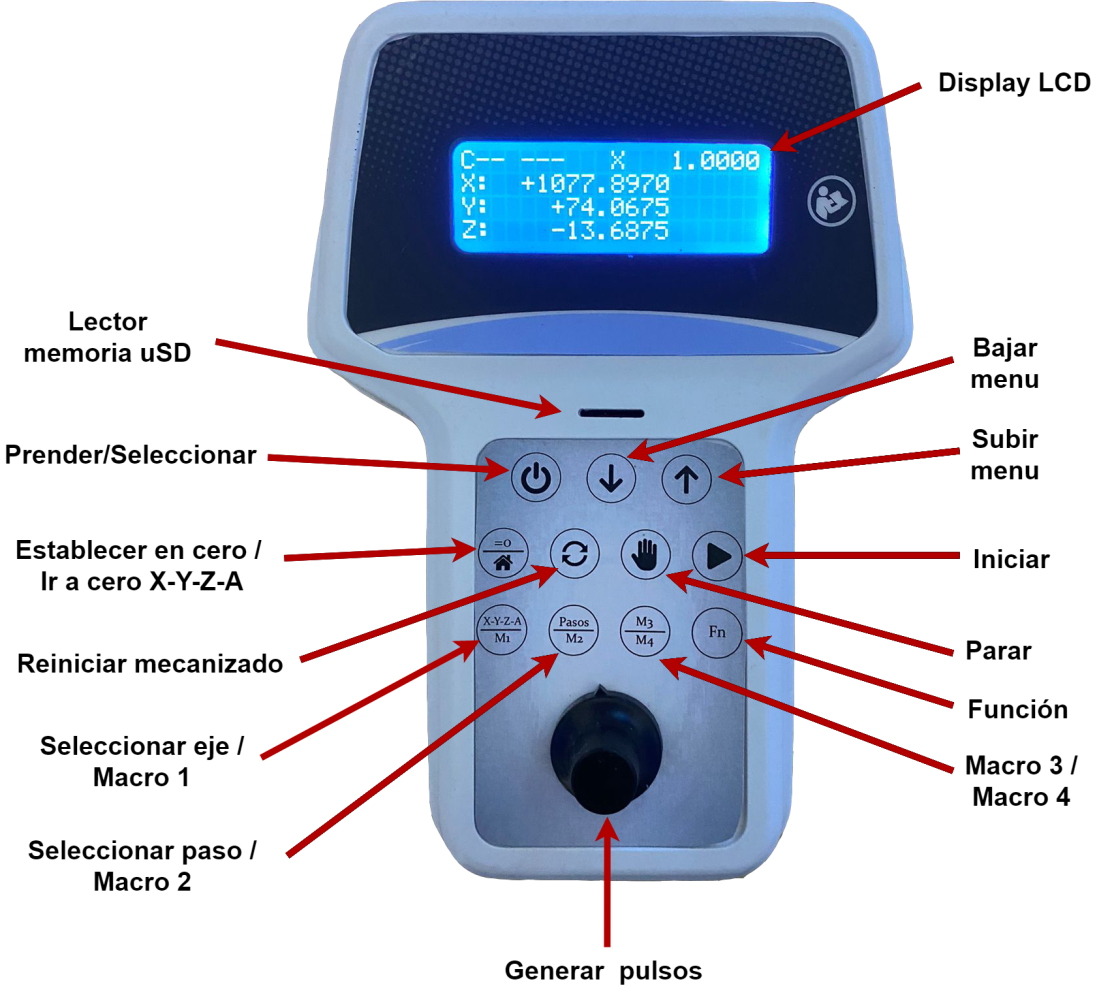 Display LCD
C-- --- X 1.0000
X: +1077.8970
Y: +74.0675
Z: -13.6875
Lector
memoria uSD
Bajar
menu
Prender/Seleccionar
Subir
menu
Establecer en cero /
Ir a cero X-Y-Z-A
=0
Iniciar
Reiniciar mecanizado
X-Y-Z-A
M1
Pasos
M2
M3
M4
Fn
Parar
Función
Seleccionar eje /
Macro 1
Macro 3 /
Macro 4
Seleccionar paso /
Macro 2
Generar pulsos